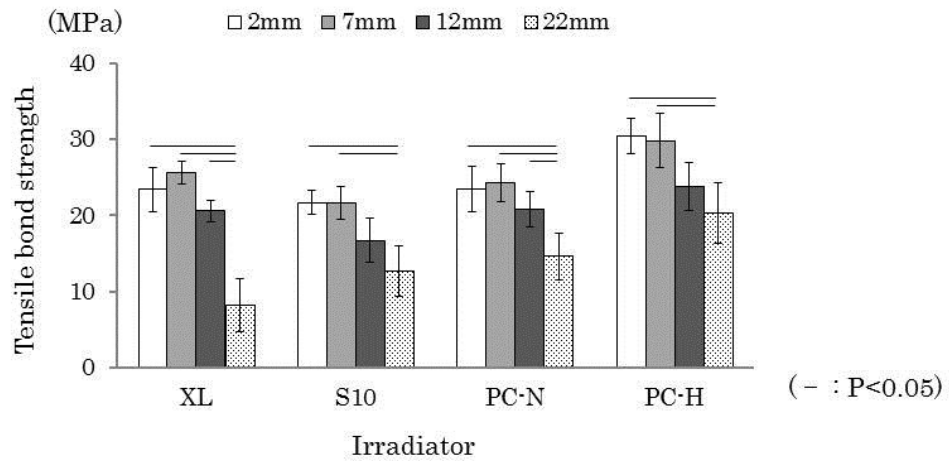 (MPa) 2mm 7mm 12mm 22mm
Tensile bond strength
40
30
20
10
0
XL S10 PC-N PC-H
(－：P<0.05)
Irradiator